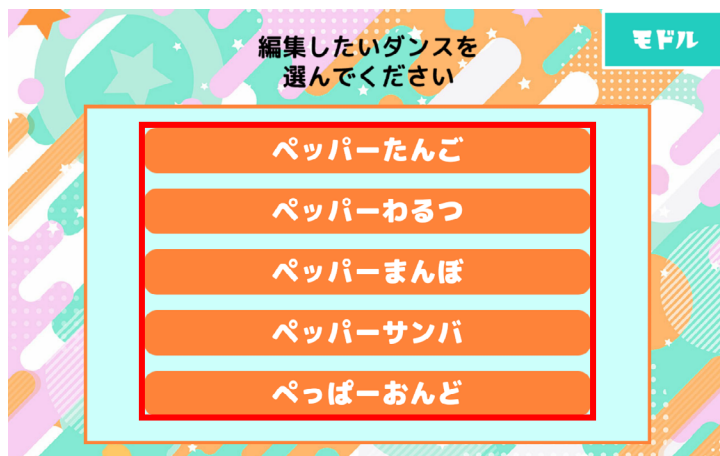 編集したいダンスを
選んでください
モドル
ペッパーたんご
ペッパーわるつ
ペッパーまんぼ
ペッパーサンバ
ぺっぱーおんど